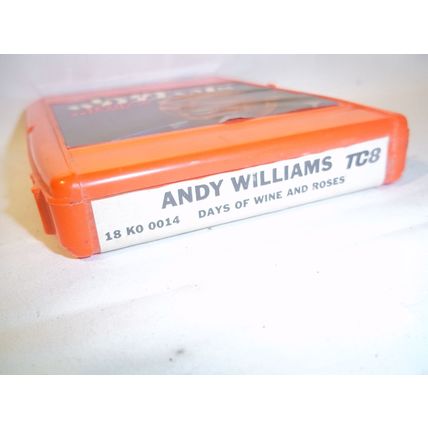 ANDY WILLIAMS TC8
18 K0 0014 DAYS OF WINE AND ROSES